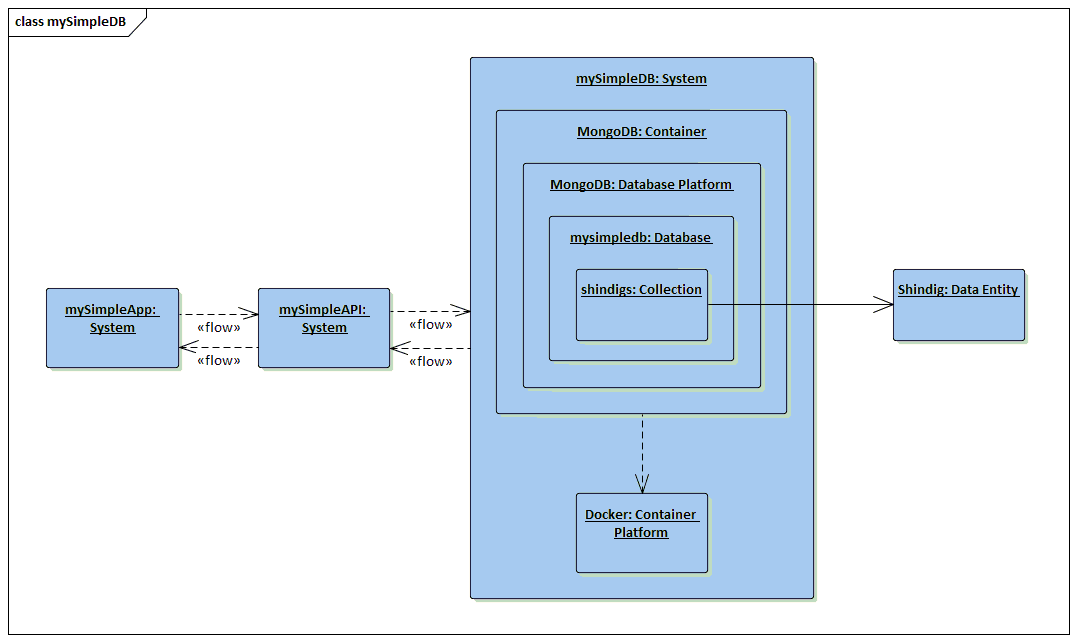 class mySimpleDB
mySimpleDB: System
MongoDB: Container
MongoDB: Database Platform
mysimpledb: Database
shindigs: Collection
Shindig: Data Entity
mySimpleApp:
System
«flow»
«flow»
mySimpleAPI:
System
«flow»
«flow»
Docker: Container
Platform